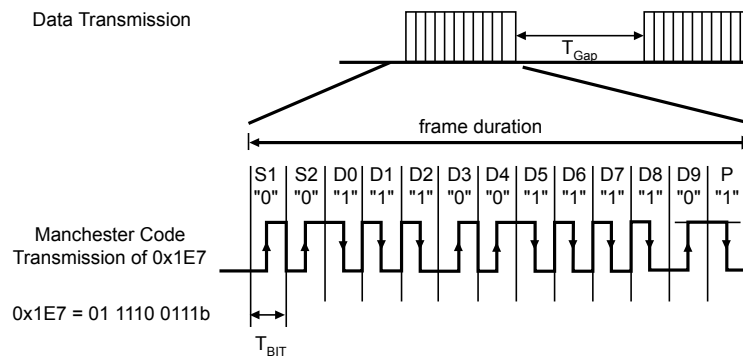 Data Transmission
T_Gap
frame duration
S1 S2 D0 D1 D2 D3 D4 D5 D6 D7 D8 D9 P
"0" "0" "1" "1" "1" "0" "0" "1" "1" "1" "1" "0" "1"
Manchester Code
Transmission of 0x1E7
0x1E7 = 01 1110 0111b
T_BIT